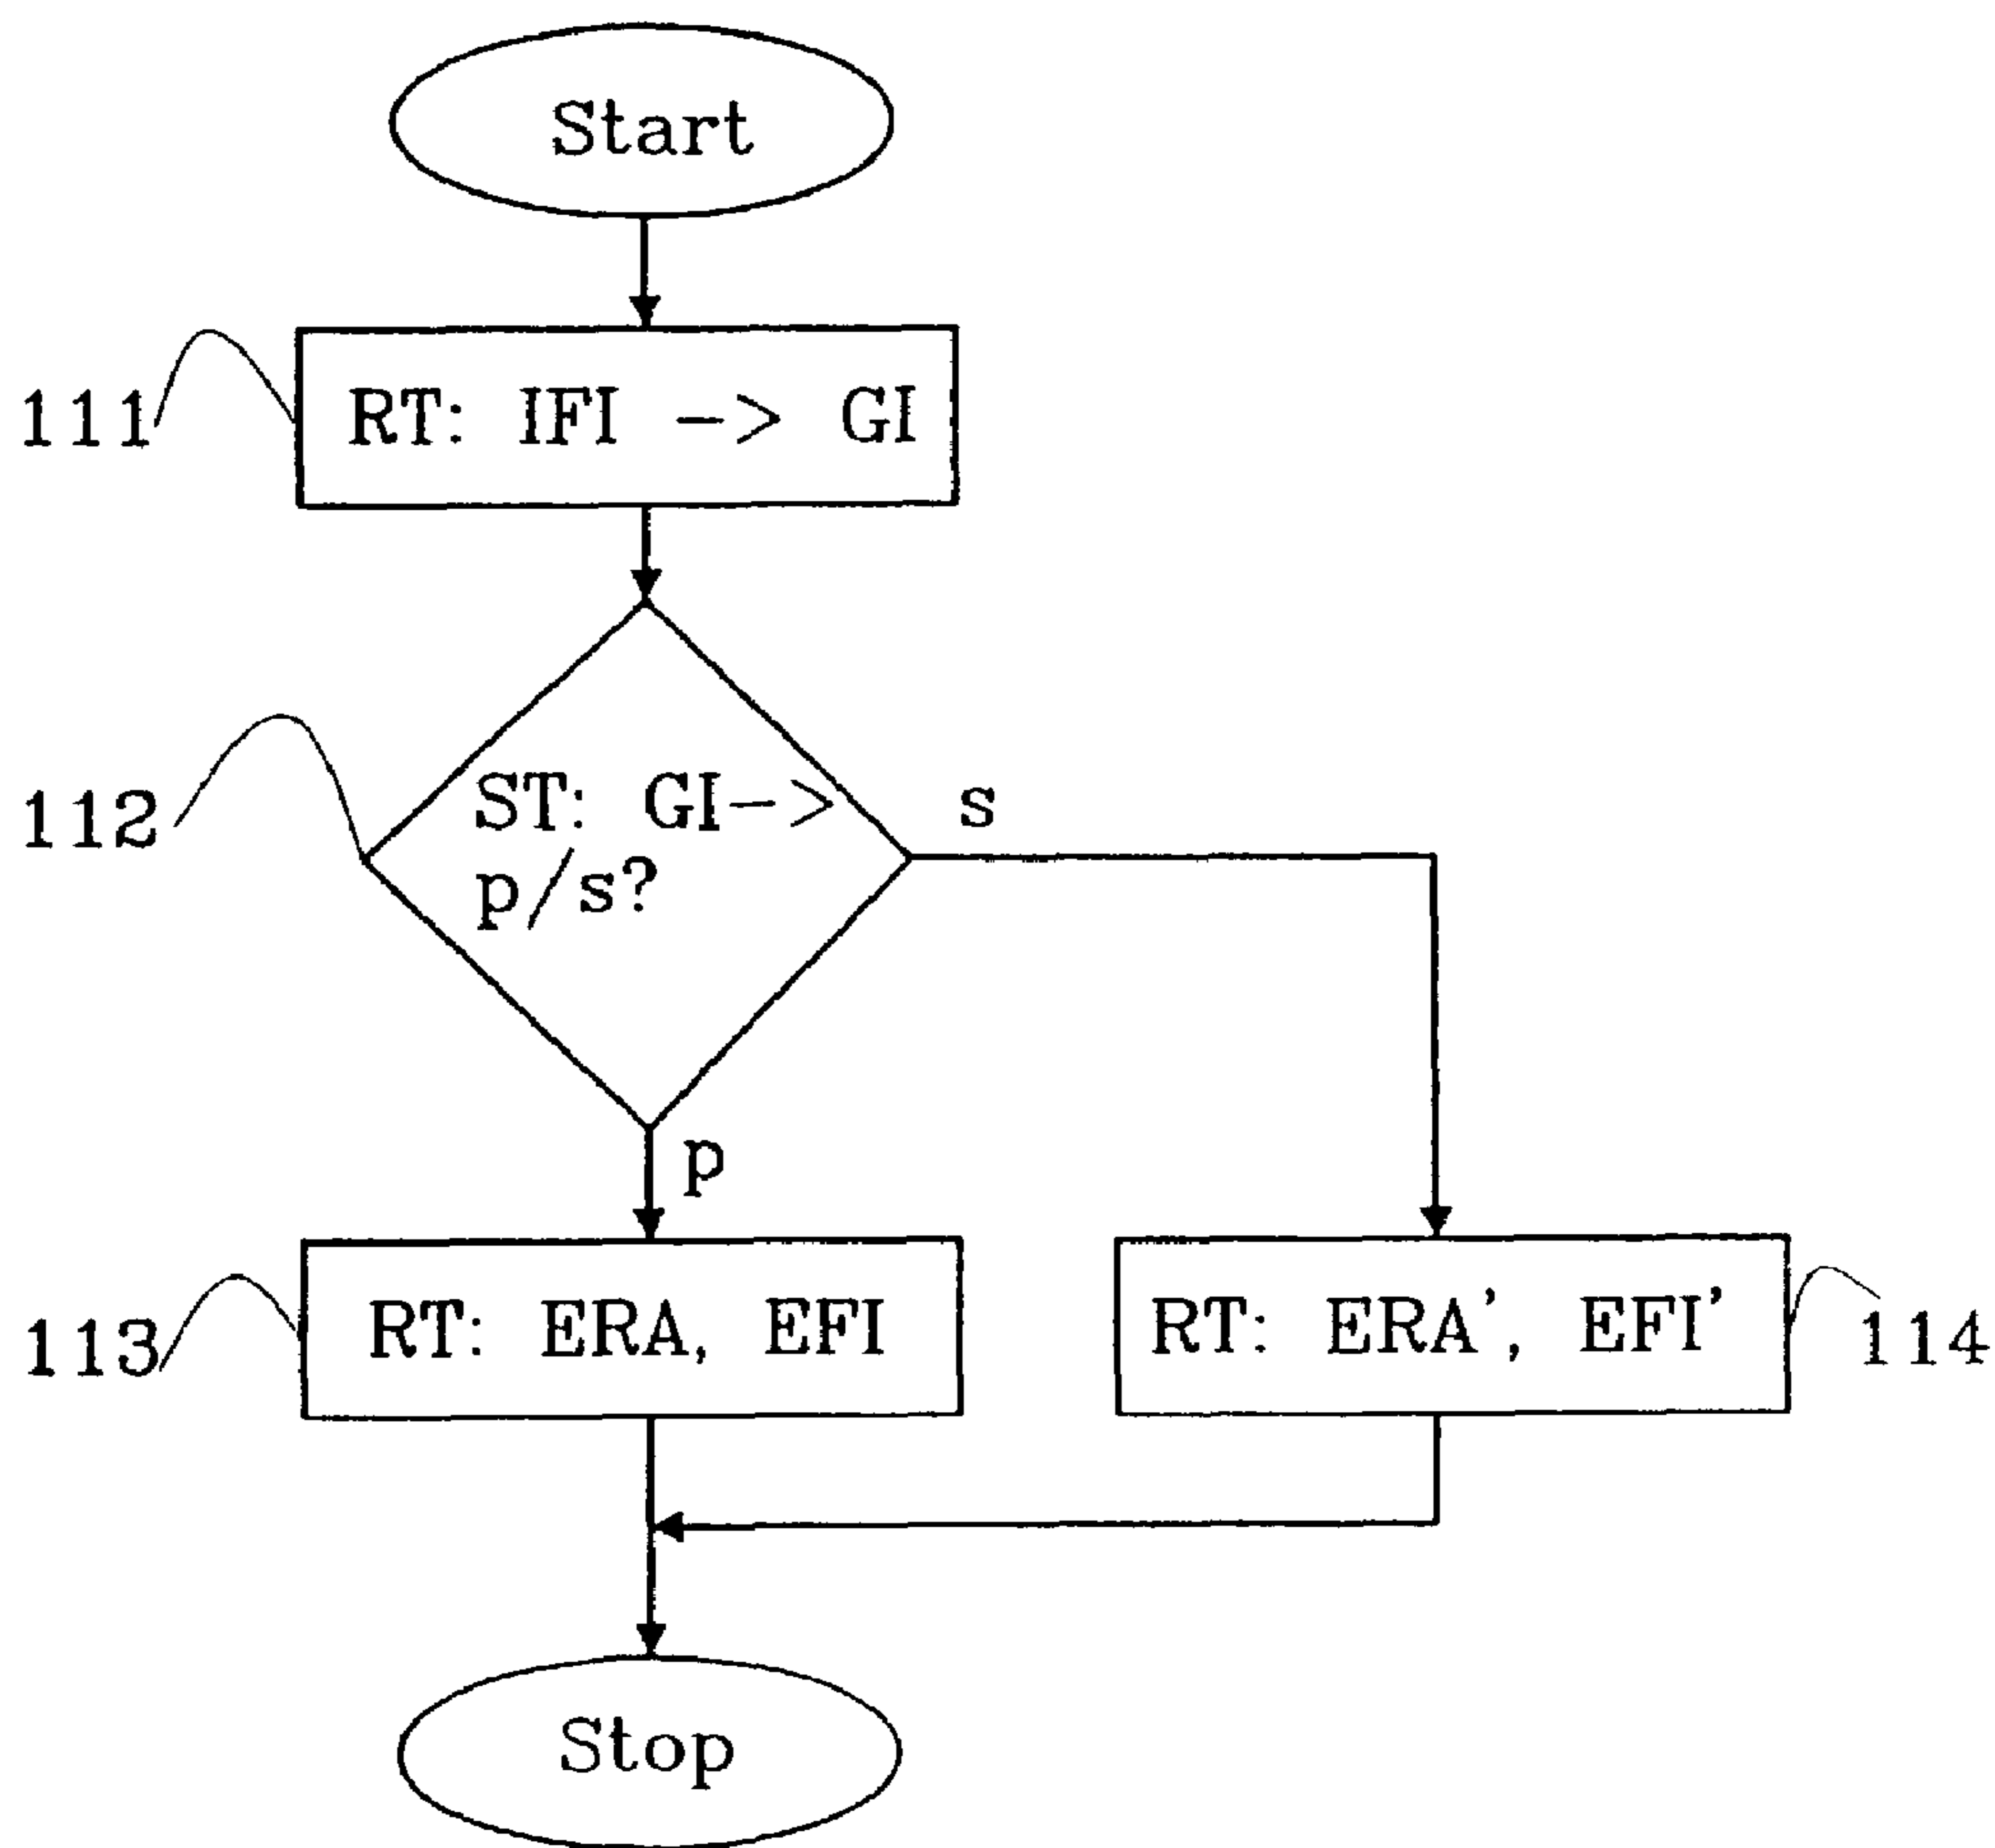 Start
111
RT: IFI -> GI
112
ST: GI->
p/s?
s
p
113
RT: ERA, EFI
RT: ERA', EFI'
114
Stop